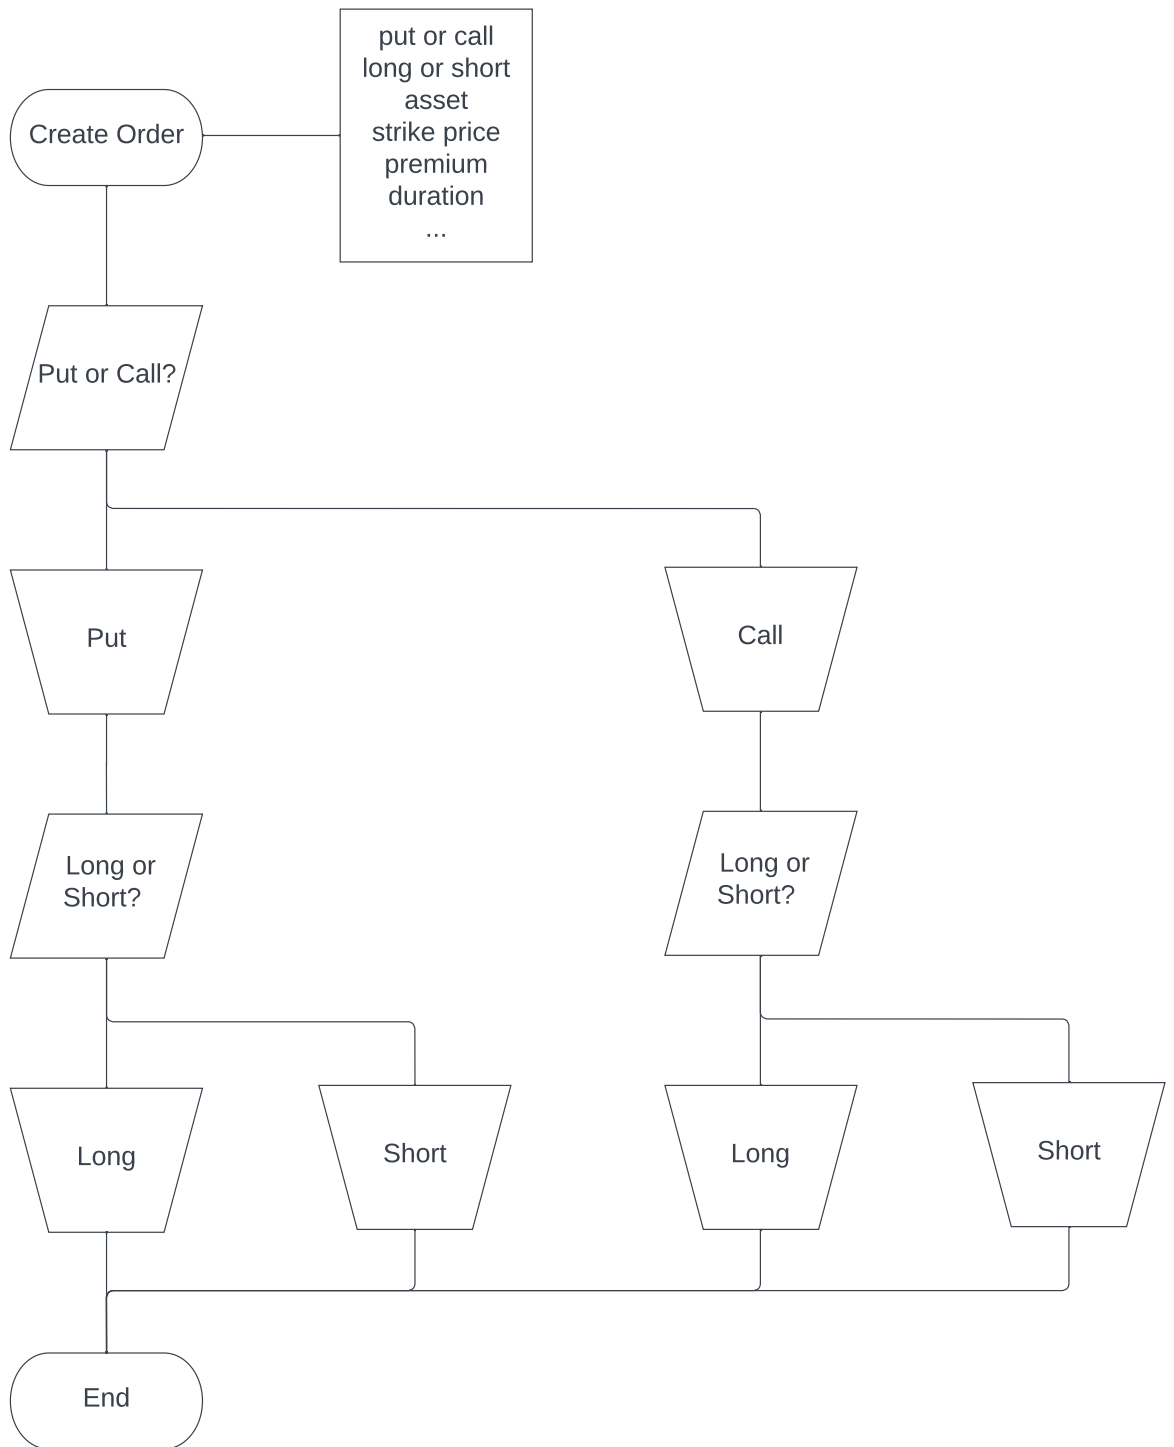 put or call
long or short
asset
strike price
premium
duration
...
Create Order
Put or Call?
Put
Call
Long or
Short?
Long or
Short?
Long
Short
Long
Short
End